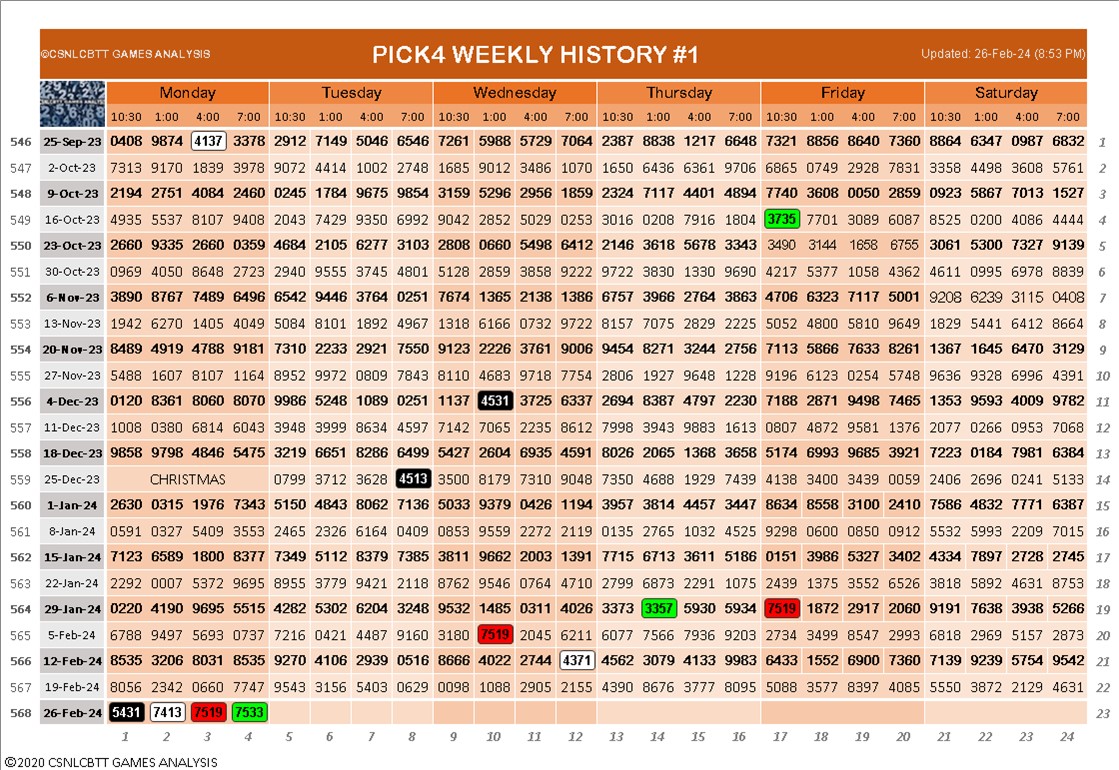 ©CSNLCBTT GAMES ANALYSIS PICK4 WEEKLY HISTORY #1 Updated: 26-Feb-24 (8:53 PM)
Monday Tuesday Wednesday Thursday Friday Saturday
10:30 1:00 4:00 7:00 10:30 1:00 4:00 7:00 10:30 1:00 4:00 7:00 10:30 1:00 4:00 7:00 10:30 1:00 4:00 7:00 10:30 1:00 4:00 7:00
546 25-Sep-23 0408 9874 4137 3378 2912 7149 5046 6546 7261 5988 5729 7064 2387 8838 1217 6648 7321 8856 8640 7360 8864 6347 0987 6832 1
547 2-Oct-23 7313 9170 1839 3978 9072 4414 1002 2748 1685 9012 3486 1070 1650 6436 6361 9706 6865 0749 2928 7831 3358 4498 3608 5761 2
548 9-Oct-23 2194 2751 4084 2460 0245 1784 9675 9854 3159 5296 2956 1859 2324 7117 4401 4894 7740 3608 0050 2859 0923 5867 7013 1527 3
549 16-Oct-23 4935 5537 8107 9408 2043 7429 9350 6992 9042 2852 5029 0253 3016 0208 7916 1804 3735 7701 3089 6087 8525 0200 4086 4444 4
550 23-Oct-23 2660 9335 2660 0359 4684 2105 6277 3103 2808 0660 5498 6412 2146 3618 5678 3343 3490 3144 1658 6755 3061 5300 7327 9139 5
551 30-Oct-23 0969 4050 8648 2723 2940 9555 3745 4801 5128 2859 3858 9222 9722 3830 1330 9690 4217 5377 1058 4362 4611 0995 6978 8839 6
552 6-Nov-23 3890 8767 7489 6496 6542 9446 3764 0251 7674 1365 2138 1386 6757 3966 2764 3863 4706 6323 7117 5001 9208 6239 3115 0408 7
553 13-Nov-23 1942 6270 1405 4049 5084 8101 1892 4967 1318 6166 0732 9722 8157 7075 2829 2225 5052 4800 5810 9649 1829 5441 6412 8664 8
554 20-Nov-23 8489 4919 4788 9181 7310 2233 2921 7550 9123 2226 3761 9006 9454 8271 3244 2756 7113 5866 7633 8261 1367 1645 6470 3129 9
555 27-Nov-23 5488 1607 8107 1164 8952 9972 0809 7843 8110 4683 9718 7754 2806 1927 9648 1228 9196 6123 0254 5748 9636 9328 6996 4391 10
556 4-Dec-23 0120 8361 8060 8070 9986 5248 1089 0251 1137 4531 3725 6337 2694 8387 4797 2230 7188 2871 9498 7465 1353 9593 4009 9782 11
557 11-Dec-23 1008 0380 6814 6043 3948 3999 8634 4597 7142 7065 2235 8612 7998 3943 9883 1613 0807 4872 9581 1376 2077 0266 0953 7068 12
558 18-Dec-23 9858 9798 4846 5475 3219 6651 8286 6499 5427 2604 6935 4591 8026 2065 1368 3658 5174 6993 9685 3921 7223 0184 7981 6384 13
559 25-Dec-23 CHRISTMAS 0799 3712 3628 4513 3500 8179 7310 9048 7350 4688 1929 7439 4138 3400 3439 0059 2406 2696 0241 5133 14
560 1-Jan-24 2630 0315 1976 7343 5150 4843 8062 7136 5033 9379 0426 1194 3957 3814 4457 3447 8634 8558 3100 2410 7586 4832 7771 6387 15
561 8-Jan-24 0591 0327 5409 3553 2465 2326 6164 0409 0853 9559 2272 2119 0135 2765 1032 4525 9298 0600 0850 0912 5532 5993 2209 7015 16
562 15-Jan-24 7123 6589 1800 8377 7349 5112 8379 7385 3811 9662 2003 1391 7715 6713 3611 5186 0151 3986 5327 3402 4334 7897 2728 2745 17
563 22-Jan-24 2292 0007 5372 9695 8955 3779 9421 2118 8762 9546 0764 4710 2799 6873 2291 1075 2439 1375 3552 6526 3818 5892 4631 8753 18
564 29-Jan-24 0220 4190 9695 5515 4282 5302 6204 3248 9532 1485 0311 4026 3373 3357 5930 5934 7519 1872 2917 2060 9191 7638 3938 5266 19
565 5-Feb-24 6788 9497 5693 0737 7216 0421 4487 9160 3180 7519 2045 6211 6077 7566 7936 9203 2734 3499 8547 2993 6818 2969 5157 2873 20
566 12-Feb-24 8535 3206 8031 8535 9270 4106 2939 0516 8666 4022 2744 4371 4562 3079 4133 9983 6433 1552 6900 7360 7139 9239 5754 9542 21
567 19-Feb-24 8056 2342 0660 7747 9543 3156 5403 0629 0098 1088 2905 2155 4390 8676 3777 8095 5088 3577 8397 4085 5550 3872 2129 4631 22
568 26-Feb-24 5431 7413 7519 7533 23
1 2 3 4 5 6 7 8 9 10 11 12 13 14 15 16 17 18 19 20 21 22 23 24
©2020 CSNLCBTT GAMES ANALYSIS